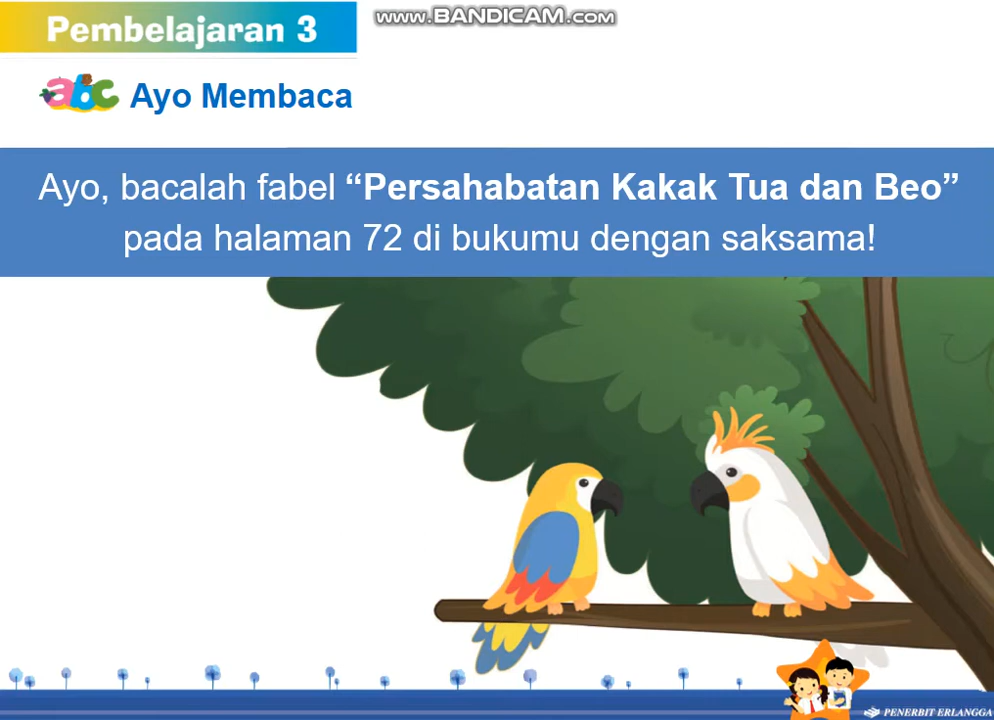 www.BANDICAM.com
Pembelajaran 3
abc Ayo Membaca
Ayo, bacalah fabel “Persahabatan Kakak Tua dan Beo”
pada halaman 72 di bukumu dengan saksama!
PENERBIT ERLANGGA